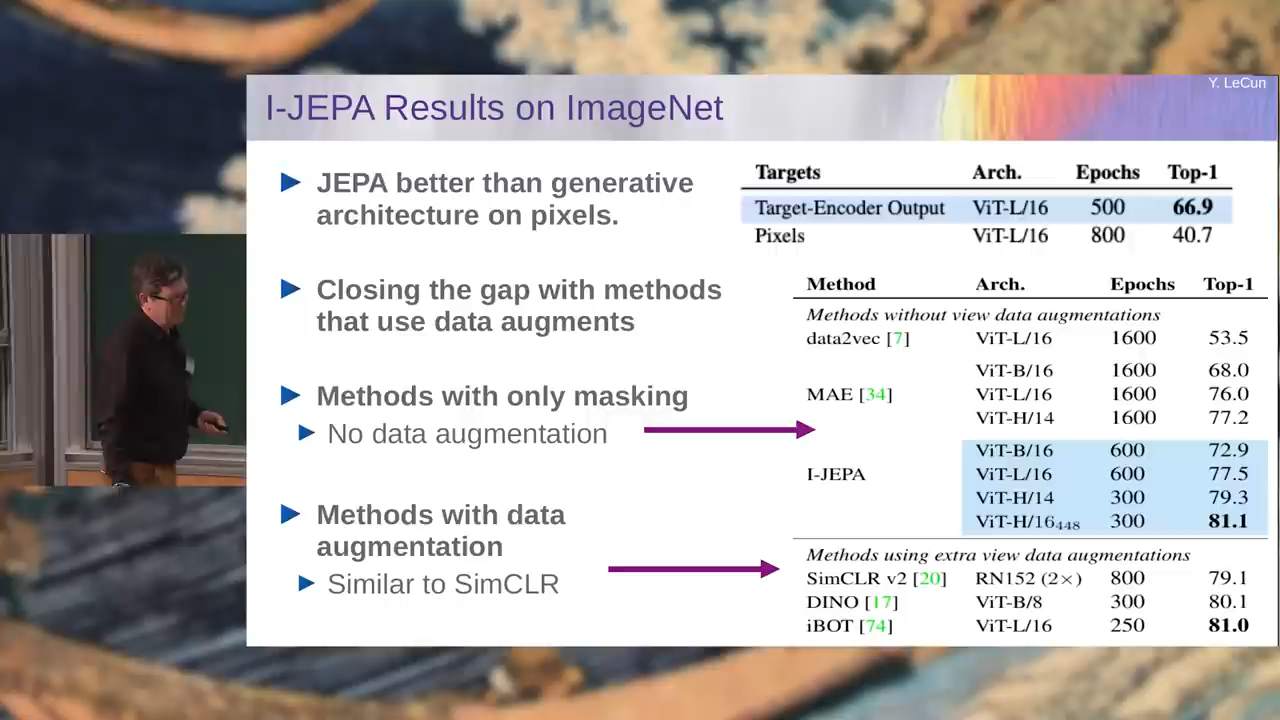 Y. LeCun
I-JEPA Results on ImageNet
► JEPA better than generative
architecture on pixels.
► Closing the gap with methods
that use data augments
► Methods with only masking
► No data augmentation
► Methods with data
augmentation
► Similar to SimCLR
Targets Arch. Epochs Top-1
Target-Encoder Output ViT-L/16 500 66.9
Pixels ViT-L/16 800 40.7
Method Arch. Epochs Top-1
Methods without view data augmentations
data2vec [7] ViT-L/16 1600 53.5
ViT-B/16 1600 68.0
MAE [34] ViT-L/16 1600 76.0
ViT-H/14 1600 77.2
ViT-B/16 600 72.9
I-JEPA ViT-L/16 600 77.5
ViT-H/14 300 79.3
ViT-H/16₄₄₈ 300 81.1
Methods using extra view data augmentations
SimCLR v2 [20] RN152 (2×) 800 79.1
DINO [17] ViT-B/8 300 80.1
iBOT [74] ViT-L/16 250 81.0